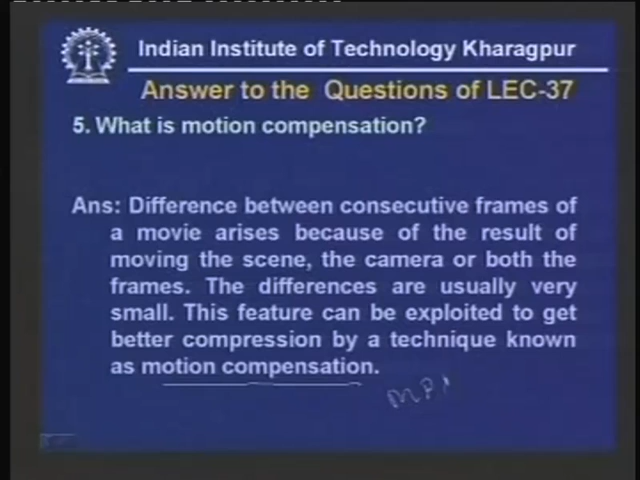 Indian Institute of Technology Kharagpur
Answer to the Questions of LEC-37
5. What is motion compensation?
Ans: Difference between consecutive frames of
a movie arises because of the result of
moving the scene, the camera or both the
frames. The differences are usually very
small. This feature can be exploited to get
better compression by a technique known
as motion compensation.